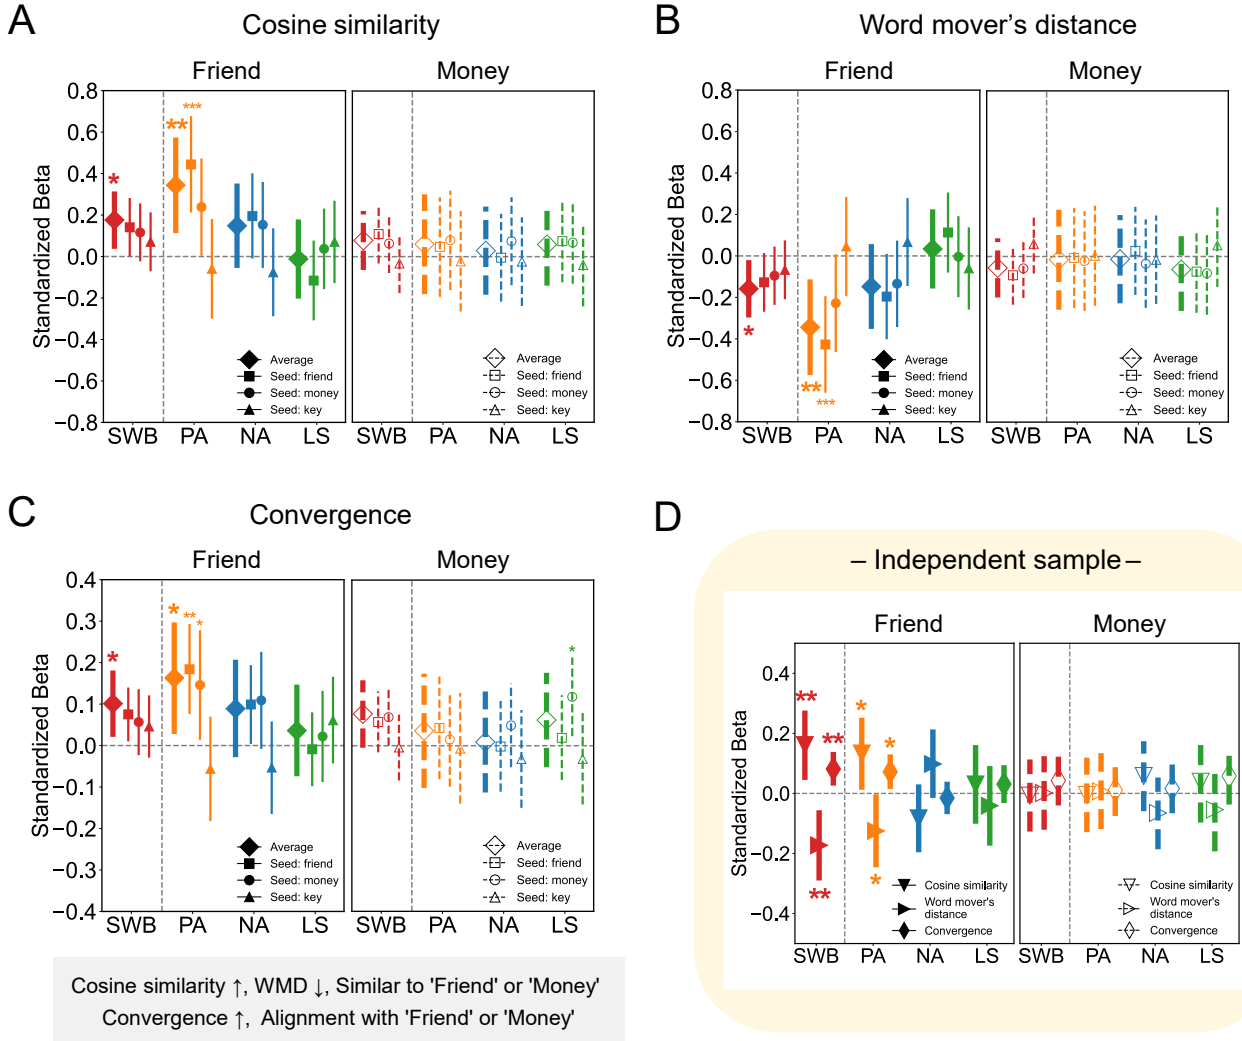 A
Cosine similarity
Friend
Money
Standardized Beta
0.8
0.6
0.4
0.2
0.0
−0.2
−0.4
−0.6
−0.8
*
**
***
Average
Seed: friend
Seed: money
Seed: key
Average
Seed: friend
Seed: money
Seed: key
SWB PA NA LS
SWB PA NA LS
B
Word mover's distance
Friend
Money
Standardized Beta
0.8
0.6
0.4
0.2
0.0
−0.2
−0.4
−0.6
−0.8
*
**
***
Average
Seed: friend
Seed: money
Seed: key
Average
Seed: friend
Seed: money
Seed: key
SWB PA NA LS
SWB PA NA LS
C
Convergence
Friend
Money
Standardized Beta
0.4
0.3
0.2
0.1
0.0
−0.1
−0.2
−0.3
−0.4
*
*
**
*
*
Average
Seed: friend
Seed: money
Seed: key
Average
Seed: friend
Seed: money
Seed: key
SWB PA NA LS
SWB PA NA LS
Cosine similarity ↑, WMD ↓, Similar to 'Friend' or 'Money'
Convergence ↑, Alignment with 'Friend' or 'Money'
D
– Independent sample –
Friend
Money
Standardized Beta
0.4
0.2
0.0
−0.2
−0.4
**
**
**
*
*
*
Cosine similarity
Word mover's
distance
Convergence
Cosine similarity
Word mover's
distance
Convergence
SWB PA NA LS
SWB PA NA LS